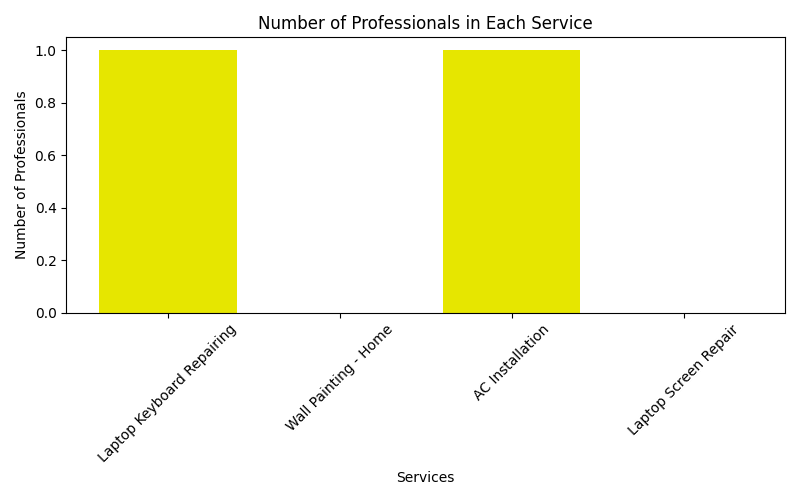 Number of Professionals in Each Service
Number of Professionals
1.0
0.8
0.6
0.4
0.2
0.0
Laptop Keyboard Repairing
Wall Painting - Home
AC Installation
Laptop Screen Repair
Services